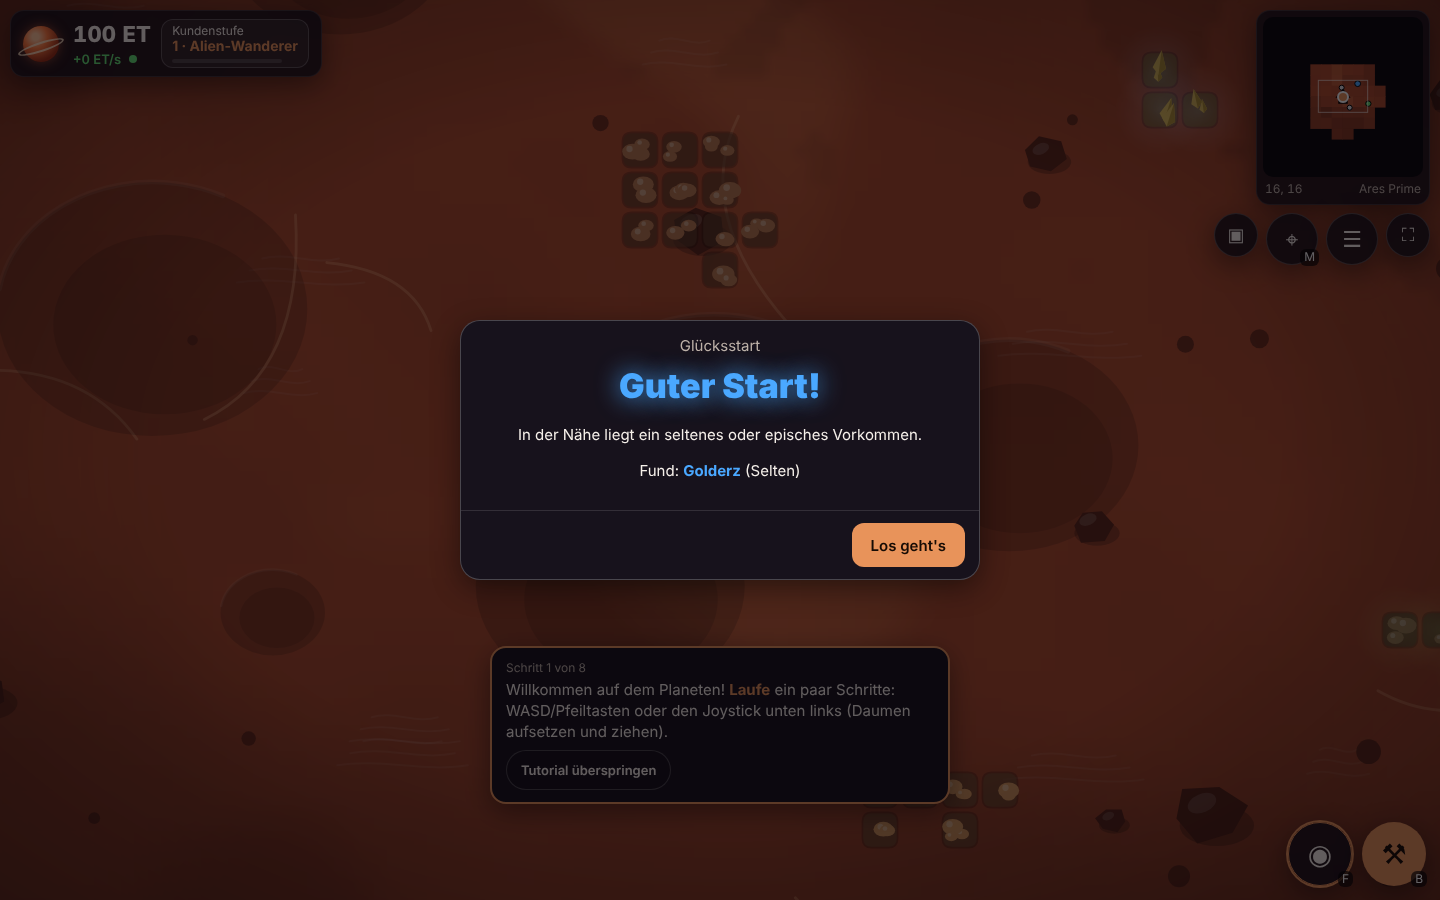 100 ET
+0 ET/s
Kundenstufe
1 · Alien-Wanderer
16, 16
Ares Prime
M
Glücksstart
Guter Start!
In der Nähe liegt ein seltenes oder episches Vorkommen.
Fund: Golderz (Selten)
Los geht's
Schritt 1 von 8
Willkommen auf dem Planeten! Laufe ein paar Schritte:
WASD/Pfeiltasten oder den Joystick unten links (Daumen
aufsetzen und ziehen).
Tutorial überspringen
F
B